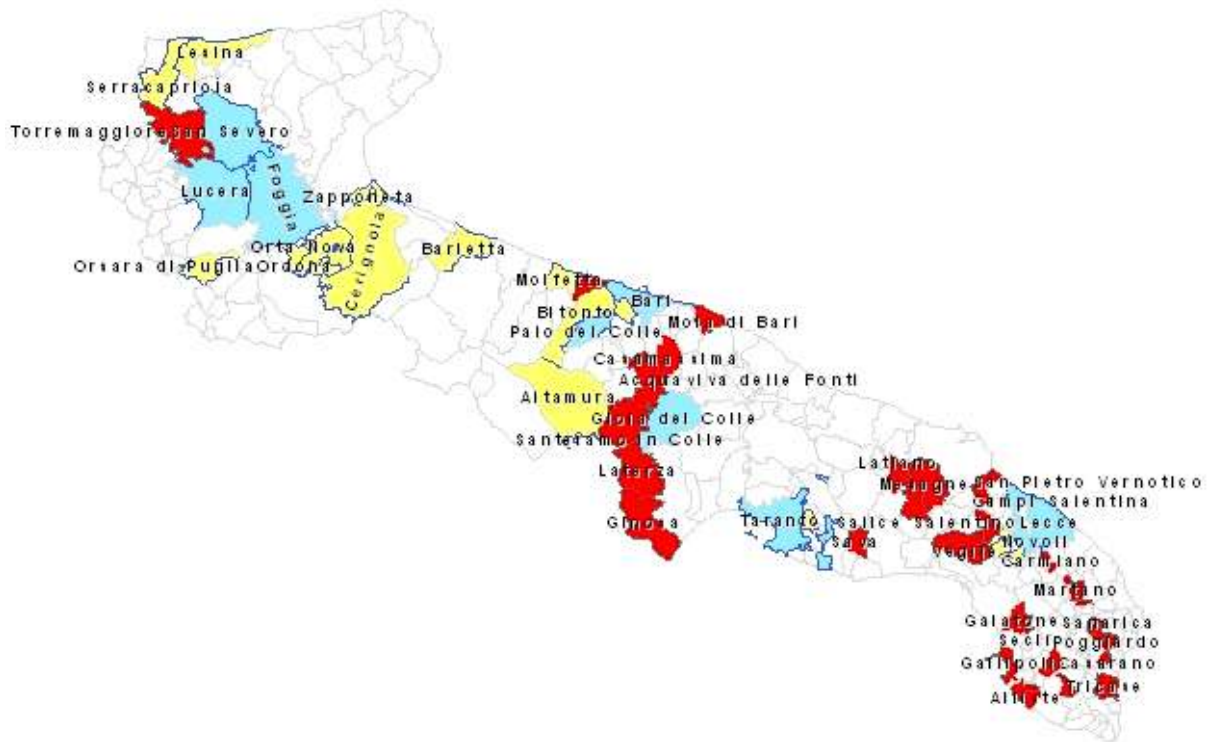 Lesina
Serracapriola
Torremaggiore
San Severo
Lucera
Foggia
Zapponeta
Orta Nova
Cerignola
Barletta
Orsara di Puglia
Ordona
Molfetta
Bari
Bitonto
Mola di Bari
Palo del Colle
Casamassima
Acquaviva delle Fonti
Altamura
Gioia del Colle
Santeramo in Colle
Latiano
Laterza
Mesagne
San Pietro Vernotico
Campi Salentina
Ginosa
Taranto
Salice Salentino
Lecce
Sava
Novoli
Veglie
Carmiano
Martano
Galatone
Sanarica
Seclì
Poggiardo
Gallipoli
Casarano
Tricase
Alliste